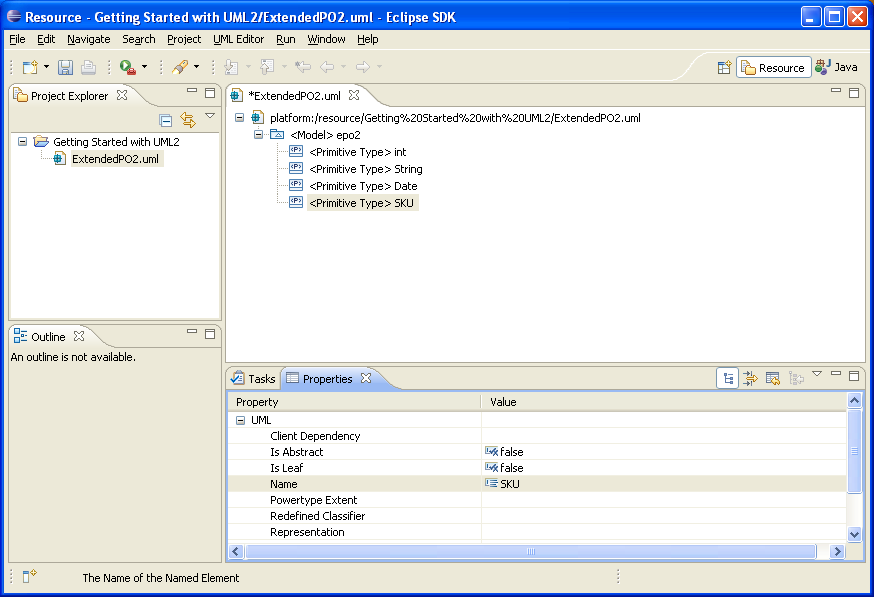 Resource - Getting Started with UML2/ExtendedPO2.uml - Eclipse SDK
File Edit Navigate Search Project UML Editor Run Window Help
Resource Java
Project Explorer
Getting Started with UML2
ExtendedPO2.uml
*ExtendedPO2.uml
platform:/resource/Getting%20Started%20with%20UML2/ExtendedPO2.uml
<Model> epo2
<Primitive Type> int
<Primitive Type> String
<Primitive Type> Date
<Primitive Type> SKU
Outline
An outline is not available.
Tasks Properties
Property Value
UML
Client Dependency
Is Abstract false
Is Leaf false
Name SKU
Powertype Extent
Redefined Classifier
Representation
The Name of the Named Element